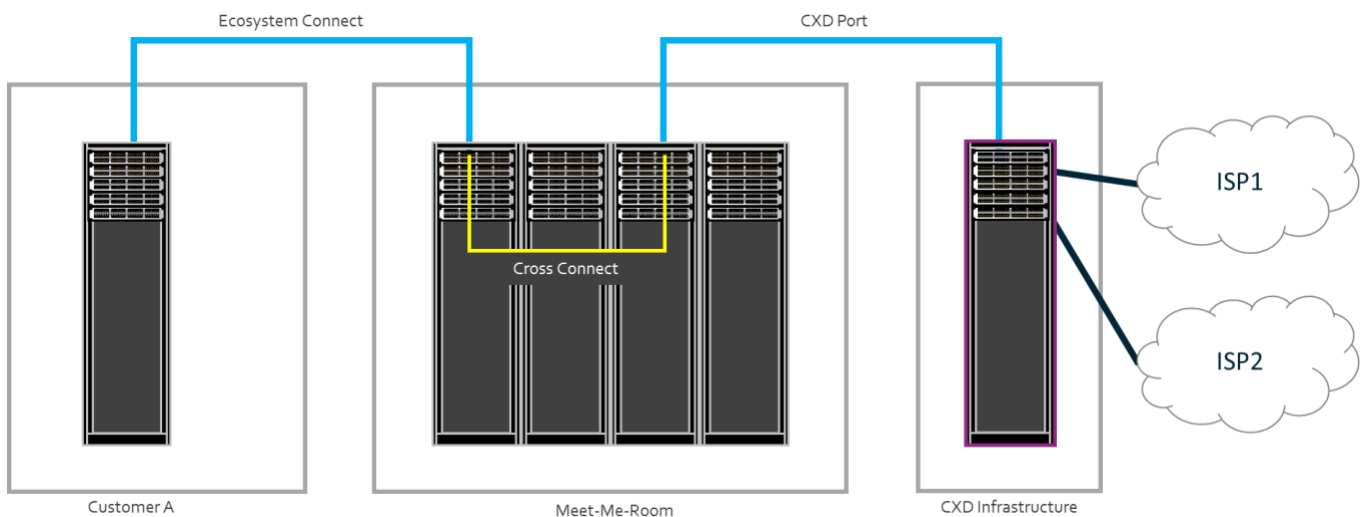 Ecosystem Connect
CXD Port
ISP1
Cross Connect
ISP2
Customer A
Meet-Me-Room
CXD Infrastructure